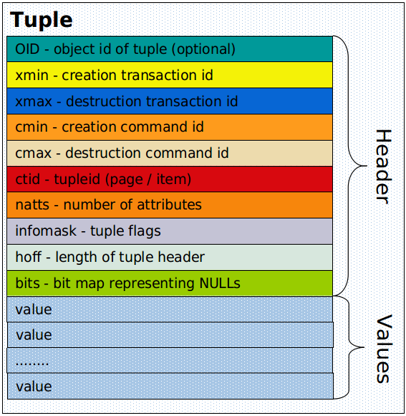 Tuple
OID - object id of tuple (optional)
xmin - creation transaction id
xmax - destruction transaction id
cmin - creation command id
cmax - destruction command id
ctid - tupleid (page / item)
natts - number of attributes
infomask - tuple flags
hoff - length of tuple header
bits - bit map representing NULLs
Header
value
value
........
value
Values